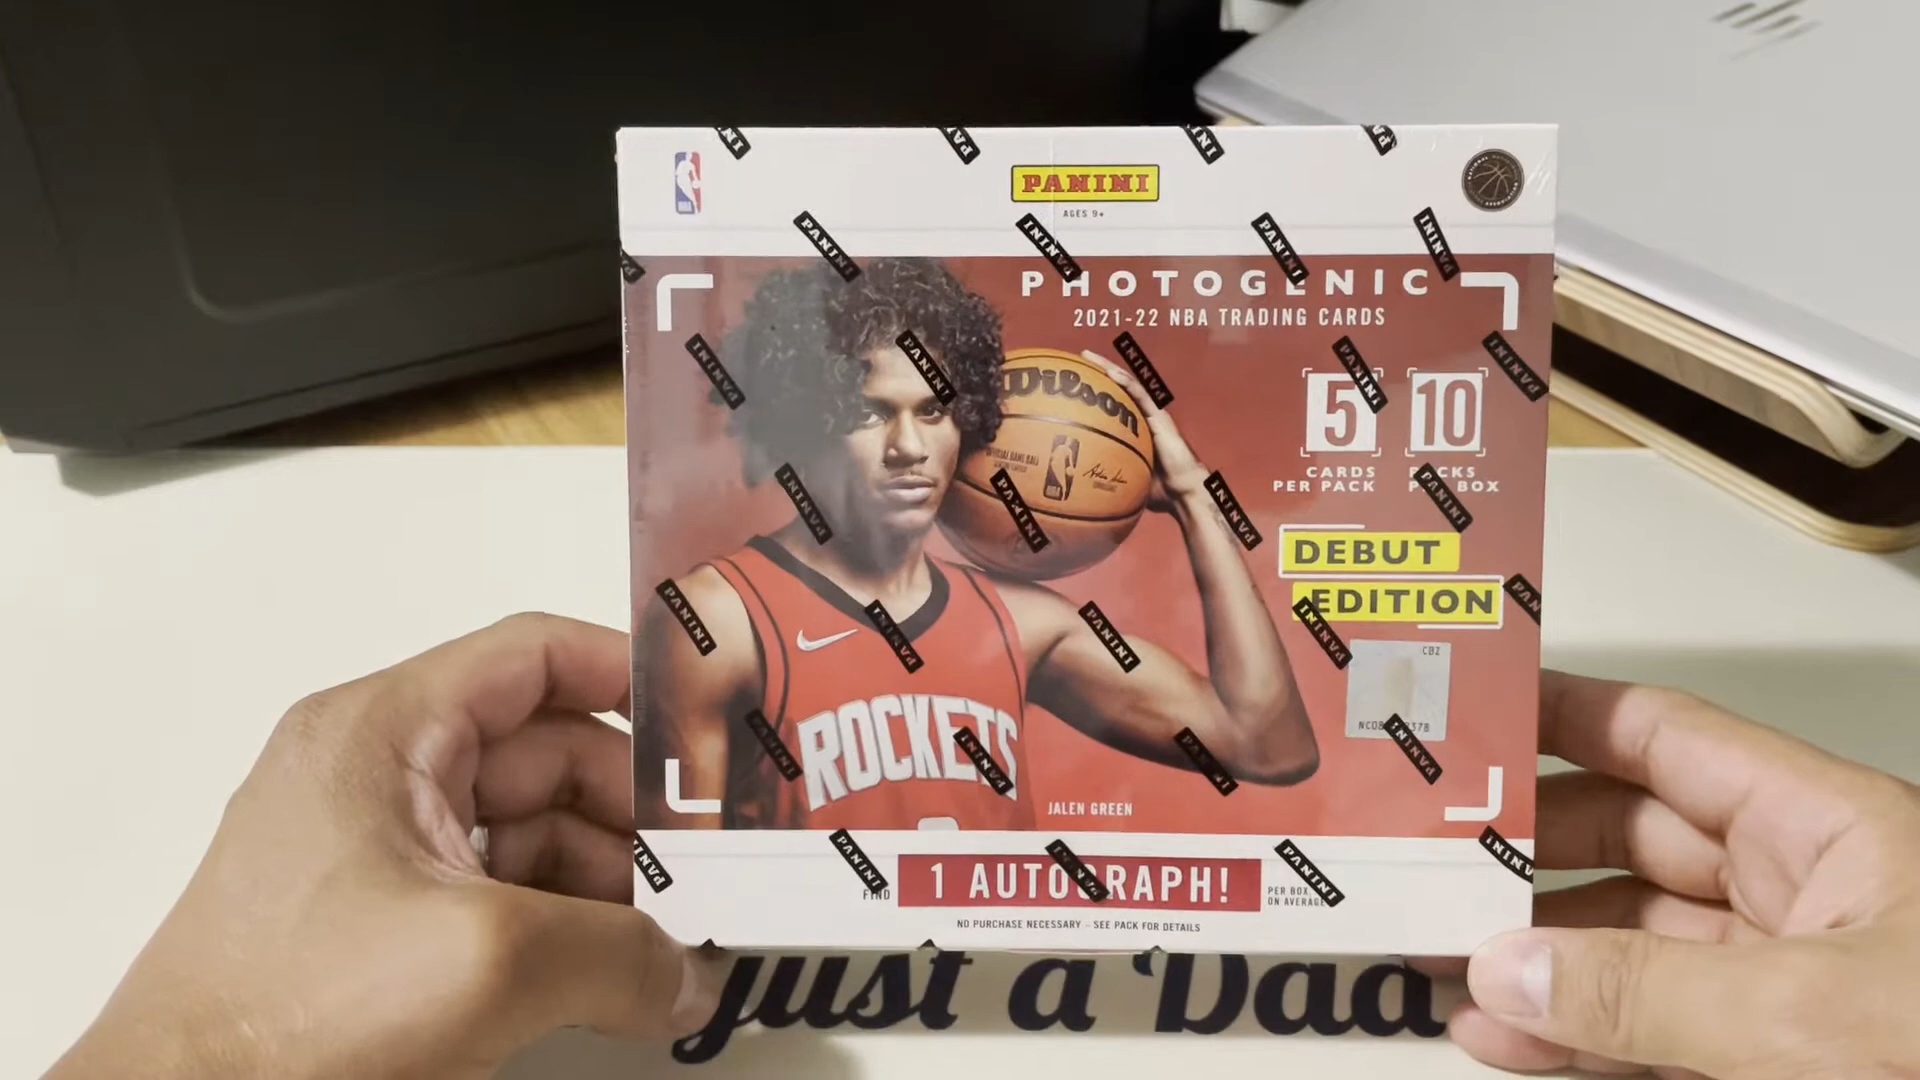 PANINI
AGES 9+
PHOTOGENIC
2021-22 NBA TRADING CARDS
Wilson
5 10
CARDS PACKS
PER PACK PER BOX
DEBUT
EDITION
CBZ
ROCKETS
JALEN GREEN
FIND 1 AUTOGRAPH! PER BOX,
ON AVERAGE
NO PURCHASE NECESSARY - SEE PACK FOR DETAILS
just a Dad